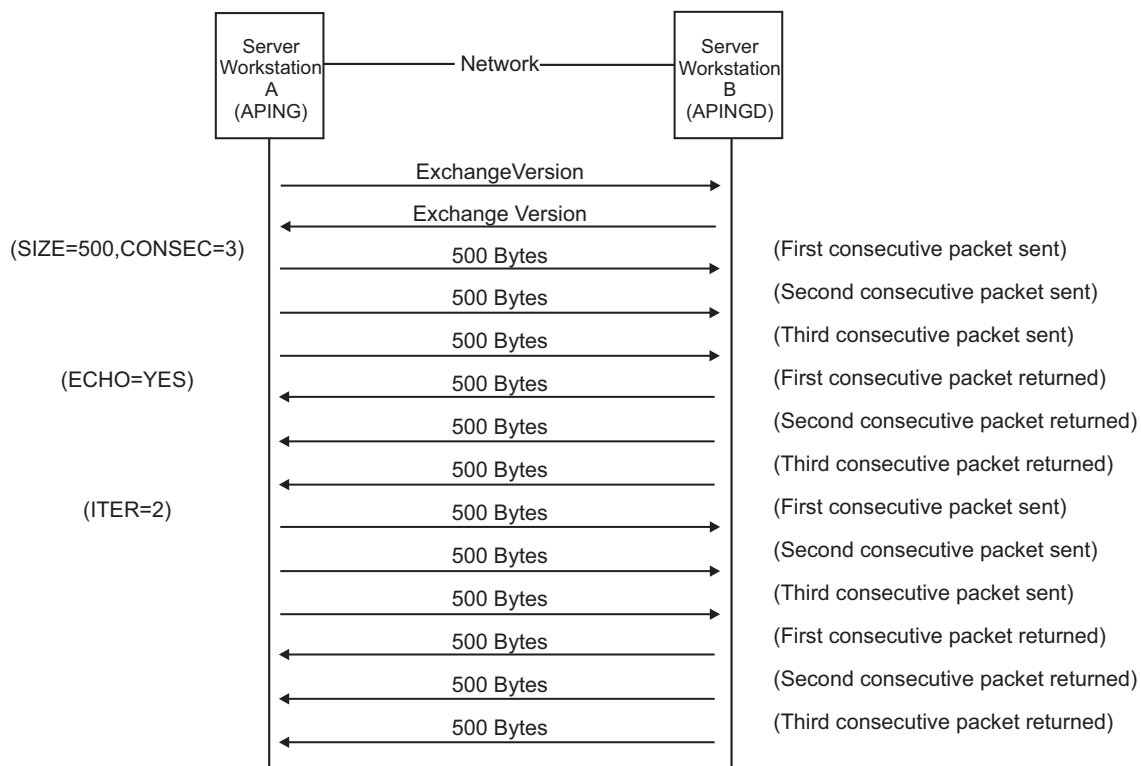 Server
Workstation
A
(APING)
Network
Server
Workstation
B
(APINGD)
ExchangeVersion
Exchange Version
(SIZE=500,CONSEC=3)
500 Bytes
(First consecutive packet sent)
500 Bytes
(Second consecutive packet sent)
500 Bytes
(Third consecutive packet sent)
(ECHO=YES)
500 Bytes
(First consecutive packet returned)
500 Bytes
(Second consecutive packet returned)
500 Bytes
(Third consecutive packet returned)
(ITER=2)
500 Bytes
(First consecutive packet sent)
500 Bytes
(Second consecutive packet sent)
500 Bytes
(Third consecutive packet sent)
500 Bytes
(First consecutive packet returned)
500 Bytes
(Second consecutive packet returned)
500 Bytes
(Third consecutive packet returned)